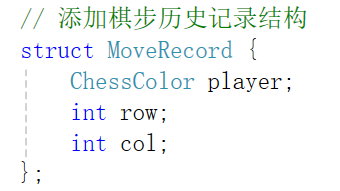 // 添加棋步历史记录结构
struct MoveRecord {
    ChessColor player;
    int row;
    int col;
};